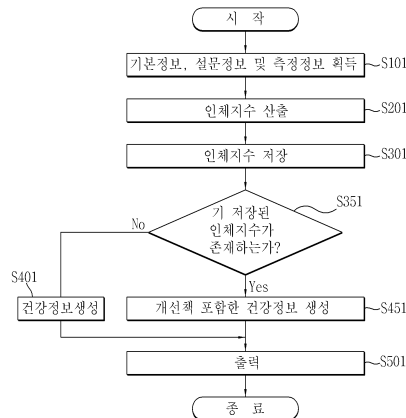 시 작
기본정보, 설문정보 및 측정정보 획득
S101
인체지수 산출
S201
인체지수 저장
S301
기 저장된
인체지수가
존재하는가?
S351
No
Yes
S401
건강정보생성
개선책 포함한 건강정보 생성
S451
출력
S501
종 료